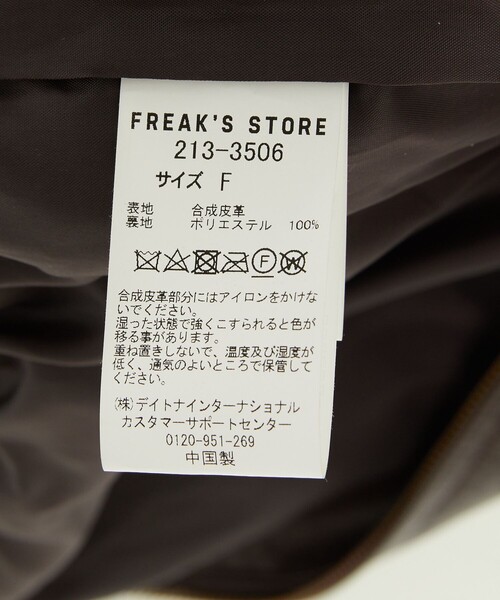 FREAK'S STORE
213-3506
サイズ F
表地 合成皮革
裏地 ポリエステル 100%
F W
合成皮革部分にはアイロンをかけな
いでください。
湿った状態で強くこすられると色が
移る事があります。
重ね置きしないで、温度及び湿度が
低く、通気のよいところで保管して
ください。
(株)デイトナインターナショナル
カスタマーサポートセンター
0120-951-269
中国製